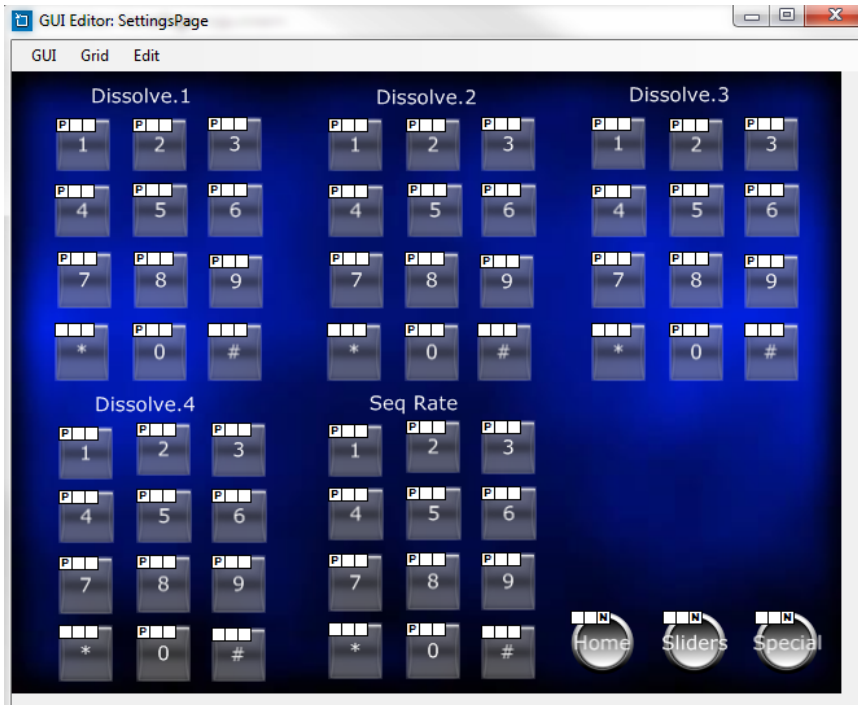 GUI Editor: SettingsPage
GUI Grid Edit
Dissolve.1 Dissolve.2 Dissolve.3
P P P P P P P P P
1 2 3 1 2 3 1 2 3
P P P P P P P P P
4 5 6 4 5 6 4 5 6
P P P P P P P P P
7 8 9 7 8 9 7 8 9
P P P
* 0 # * 0 # * 0 #
Dissolve.4 Seq Rate
P P P P P P
1 2 3 1 2 3
P P P P P P
4 5 6 4 5 6
P P P P P P
7 8 9 7 8 9
P P
* 0 # * 0 #
N N N
Home Sliders Special